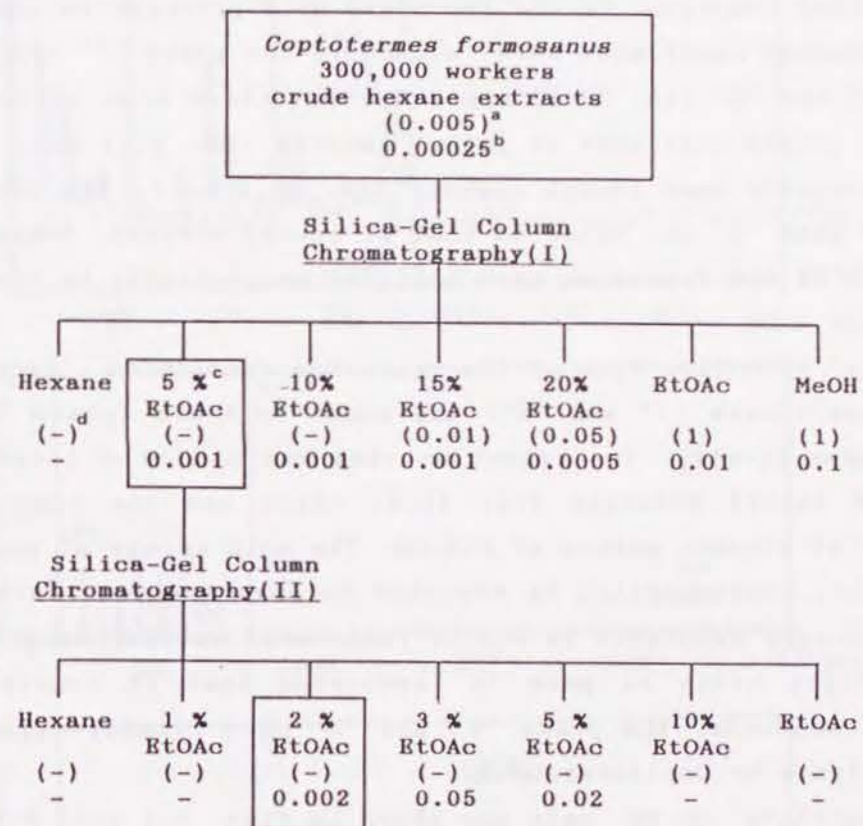 Coptotermes formosanus
300,000 workers
crude hexane extracts
(0.005)ᵃ
0.00025ᵇ
Silica-Gel Column
Chromatography(I)
Hexane 5 %ᶜ 10% 15% 20% EtOAc MeOH
EtOAc EtOAc EtOAc EtOAc
(-)ᵈ (-) (-) (0.01) (0.05) (1) (1)
- 0.001 0.001 0.001 0.0005 0.01 0.1
Silica-Gel Column
Chromatography(II)
Hexane 1 % 2 % 3 % 5 % 10% EtOAc
EtOAc EtOAc EtOAc EtOAc EtOAc
(-) (-) (-) (-) (-) (-) (-)
- - 0.002 0.05 0.02 - -